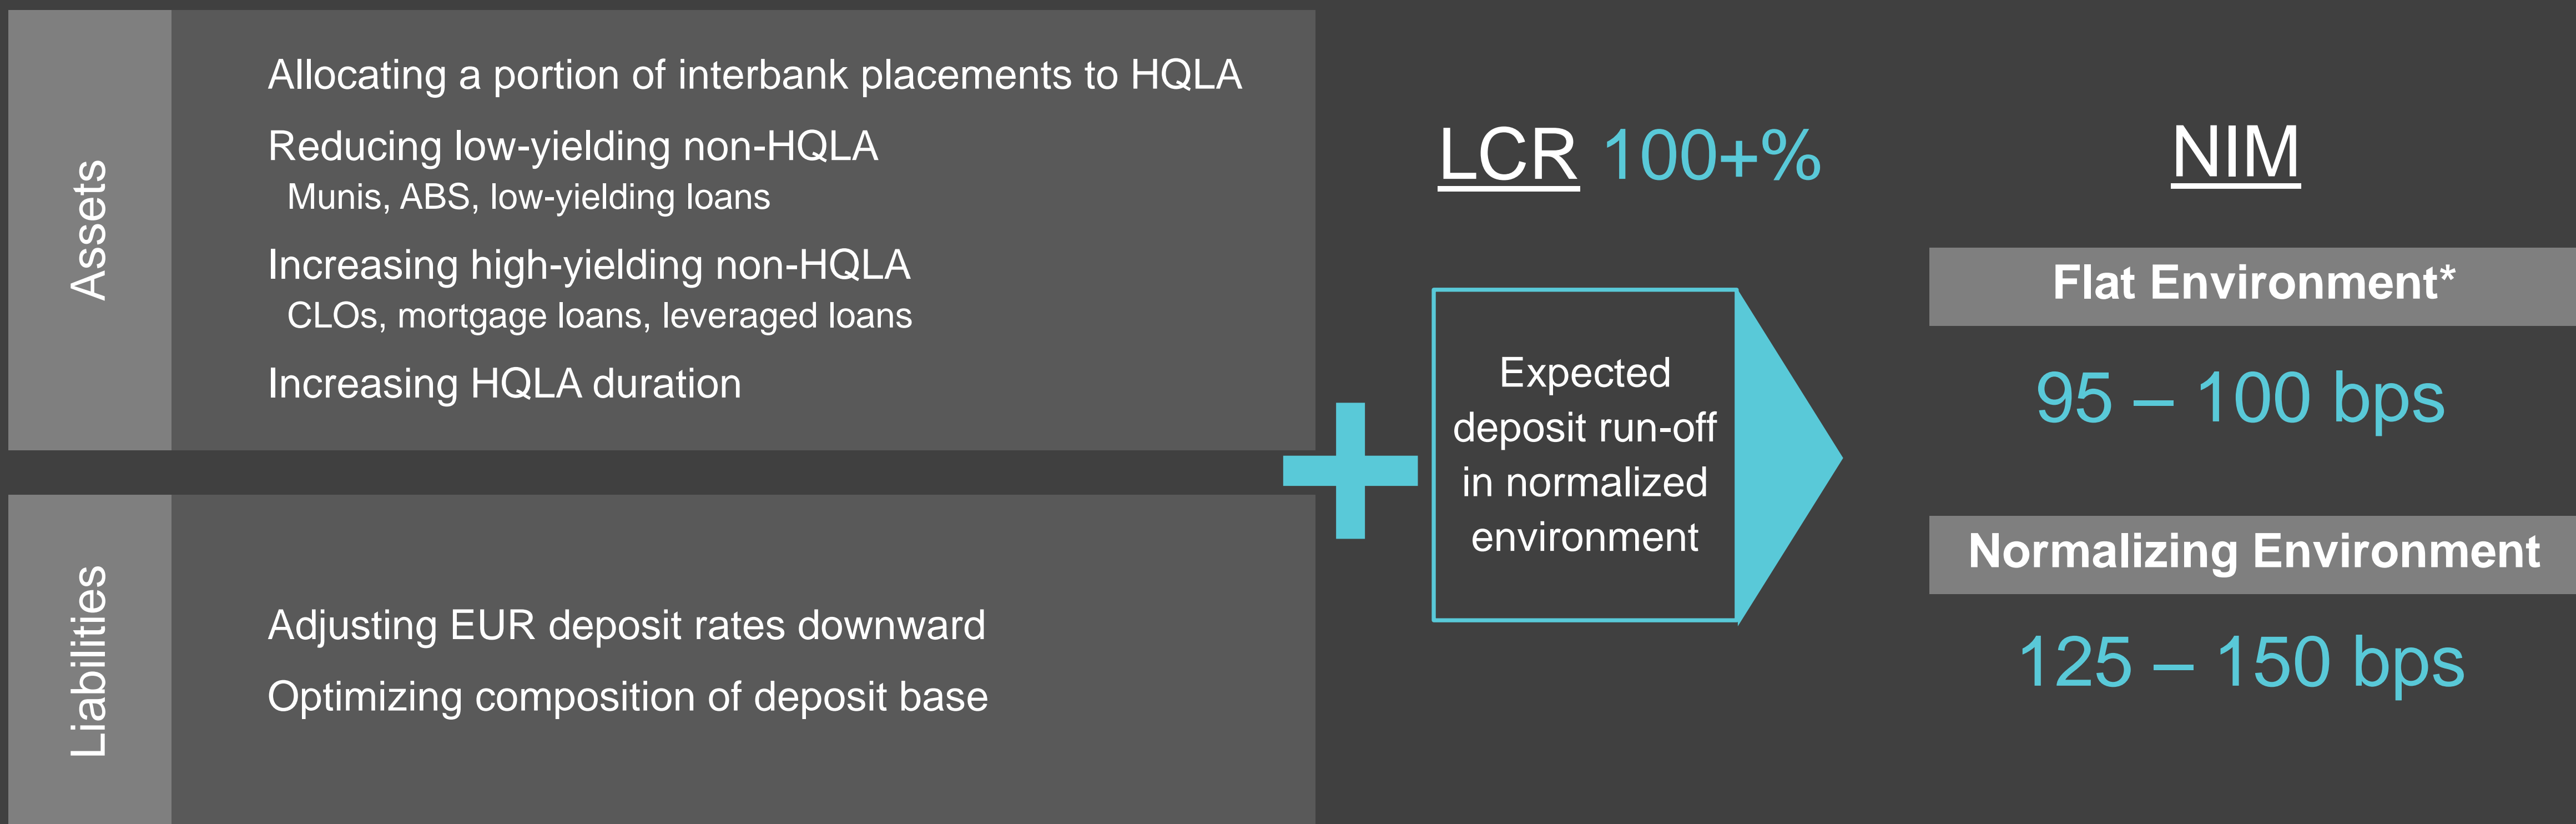 Assets
Allocating a portion of interbank placements to HQLA
Reducing low-yielding non-HQLA
Munis, ABS, low-yielding loans
Increasing high-yielding non-HQLA
CLOs, mortgage loans, leveraged loans
Increasing HQLA duration
Liabilities
Adjusting EUR deposit rates downward
Optimizing composition of deposit base
LCR 100+%
Expected
deposit run-off
in normalized
environment
NIM
Flat Environment*
95 – 100 bps
Normalizing Environment
125 – 150 bps